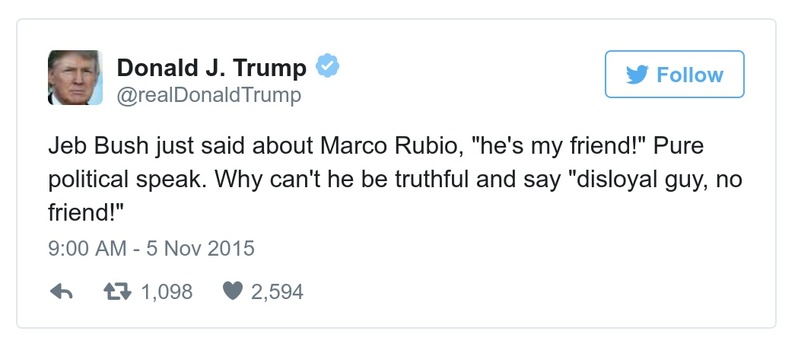 Donald J. Trump
@realDonaldTrump
Follow
Jeb Bush just said about Marco Rubio, "he's my friend!" Pure
political speak. Why can't he be truthful and say "disloyal guy, no
friend!"
9:00 AM - 5 Nov 2015
1,098 2,594